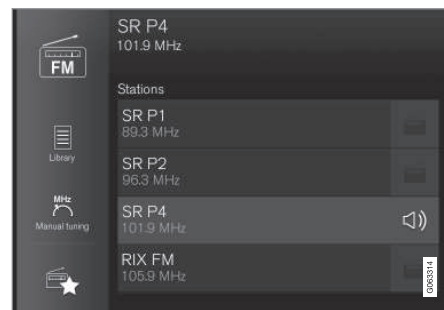 SR P4
101.9 MHz
FM
Stations
SR P1
89.3 MHz
Library
SR P2
96.3 MHz
MHz
Manual tuning
SR P4
101.9 MHz
RIX FM
105.9 MHz
G063314